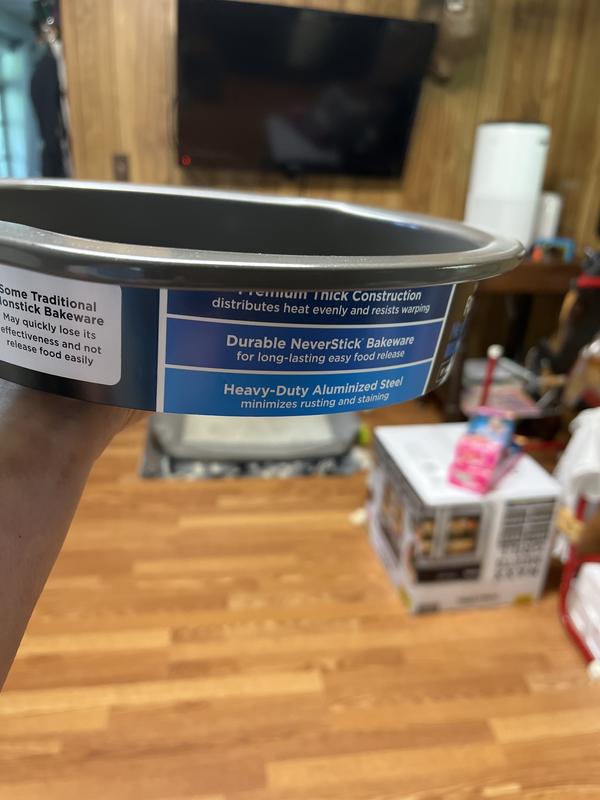 Some Traditional
Nonstick Bakeware
May quickly lose its
effectiveness and not
release food easily
Premium Thick Construction
distributes heat evenly and resists warping
Durable NeverStick Bakeware
for long-lasting easy food release
Heavy-Duty Aluminized Steel
minimizes rusting and staining